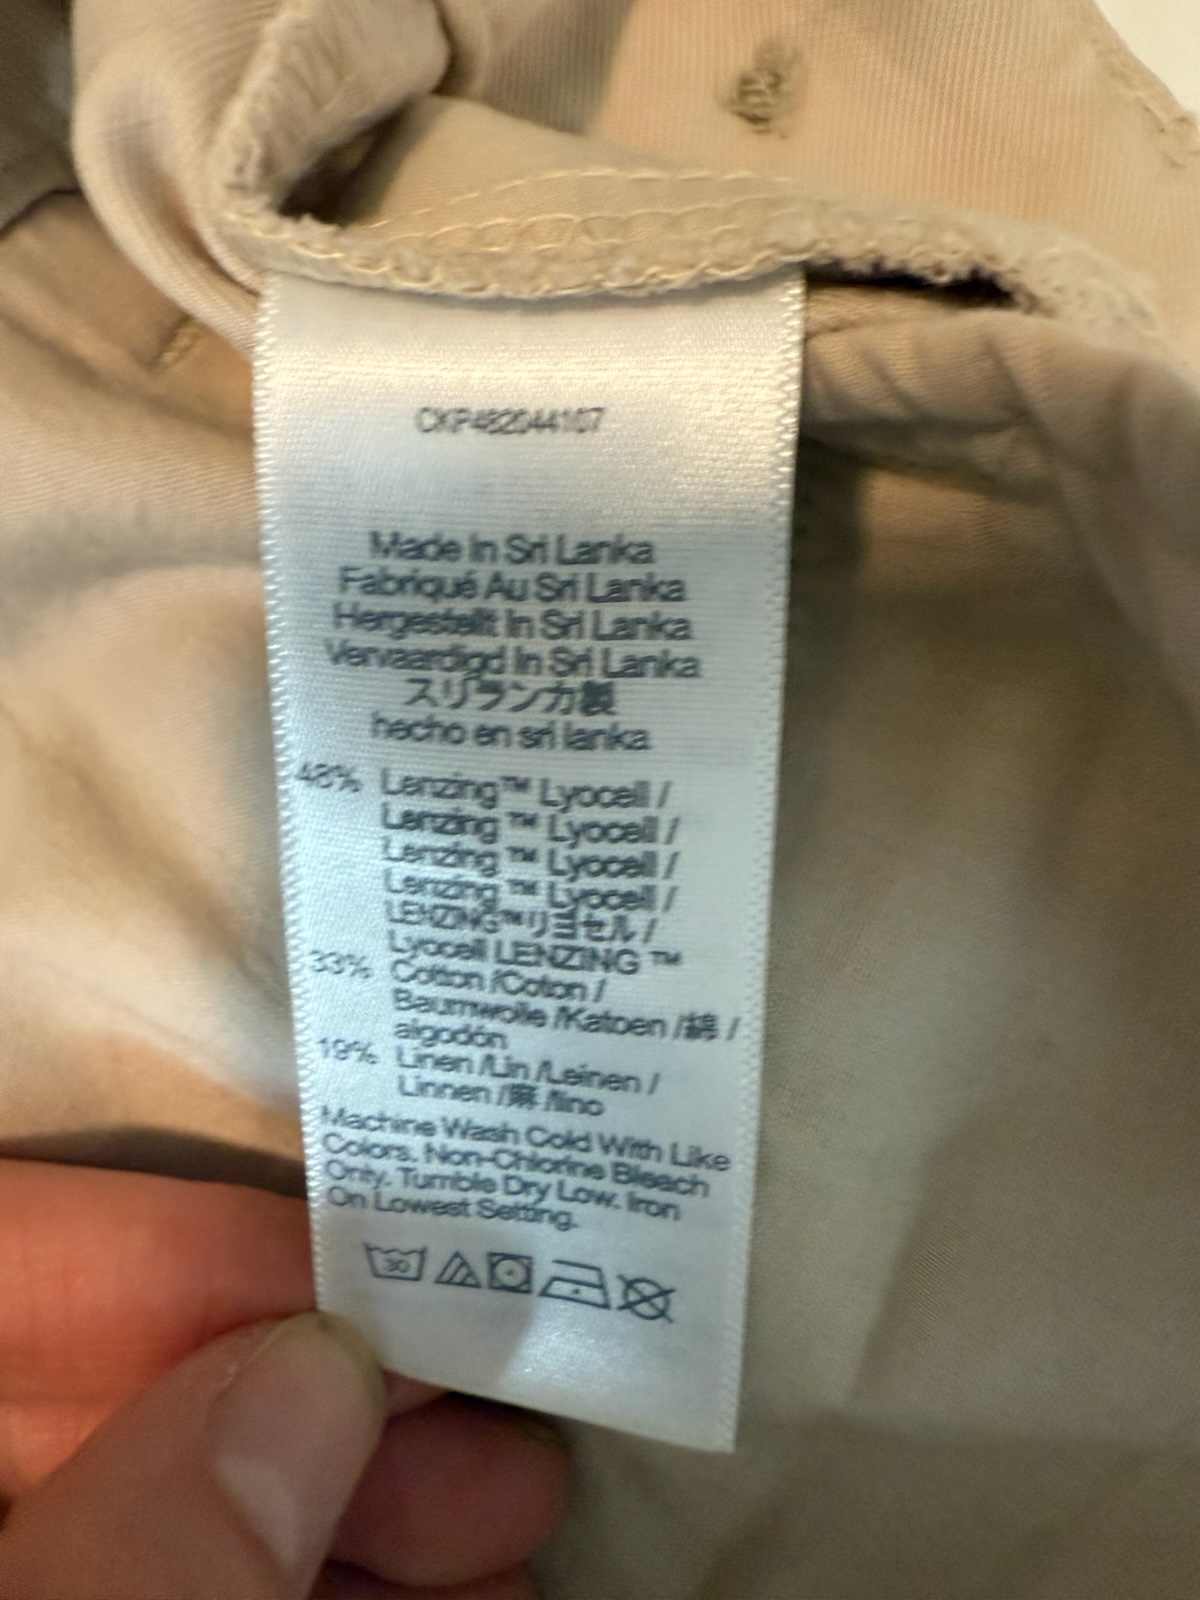 CKP482044107
Made In Sri Lanka
Fabriqué Au Sri Lanka
Hergestellt In Sri Lanka
Vervaardigd In Sri Lanka
スリランカ製
hecho en sri lanka
48% Lenzing™ Lyocell /
Lenzing ™ Lyocell /
Lenzing ™ Lyocell /
Lenzing ™ Lyocell /
LENZING™リヨセル /
Lyocell LENZING ™
33% Cotton /Coton /
Baumwolle /Katoen /綿 /
algodón
19% Linen /Lin /Leinen /
Linnen /麻 /lino
Machine Wash Cold With Like
Colors. Non-Chlorine Bleach
Only. Tumble Dry Low. Iron
On Lowest Setting.
30